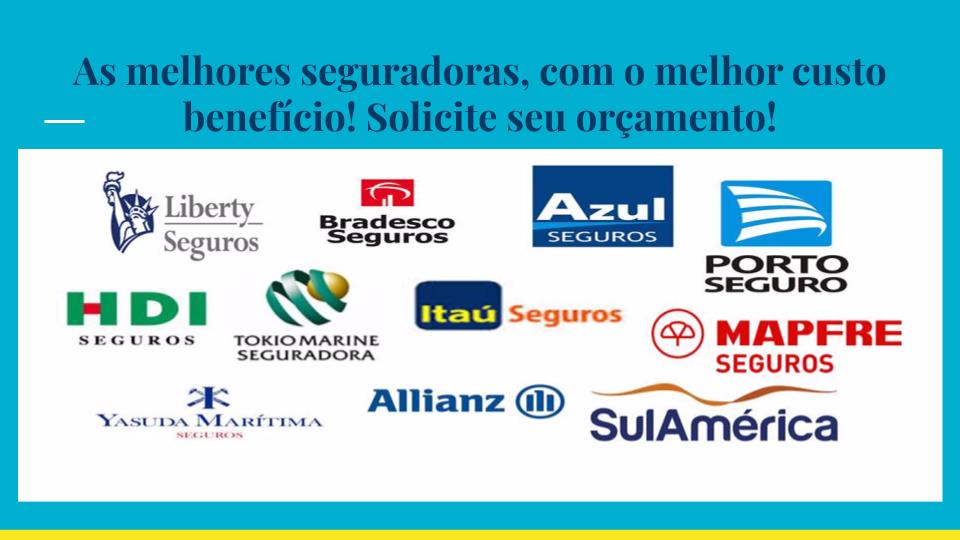 As melhores seguradoras, com o melhor custo
benefício! Solicite seu orçamento!
Liberty
Seguros
Bradesco
Seguros
Azul
SEGUROS
PORTO
SEGURO
HDI
SEGUROS
TOKIO MARINE
SEGURADORA
Itaú Seguros
MAPFRE
SEGUROS
YASUDA MARÍTIMA
SEGUROS
Allianz
SulAmérica